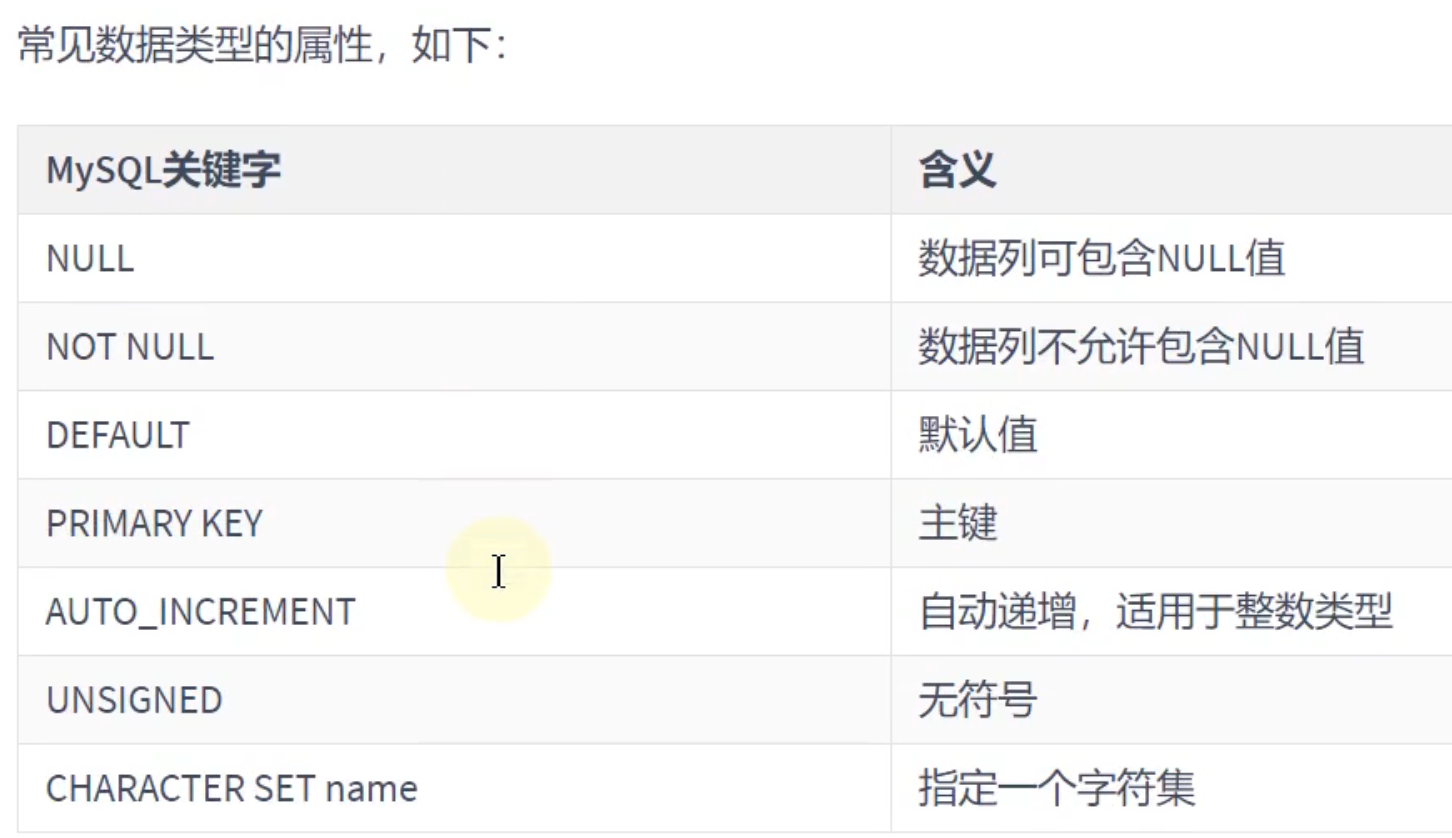 常见数据类型的属性，如下：
MySQL关键字 含义
NULL 数据列可包含NULL值
NOT NULL 数据列不允许包含NULL值
DEFAULT 默认值
PRIMARY KEY 主键
AUTO_INCREMENT 自动递增，适用于整数类型
UNSIGNED 无符号
CHARACTER SET name 指定一个字符集